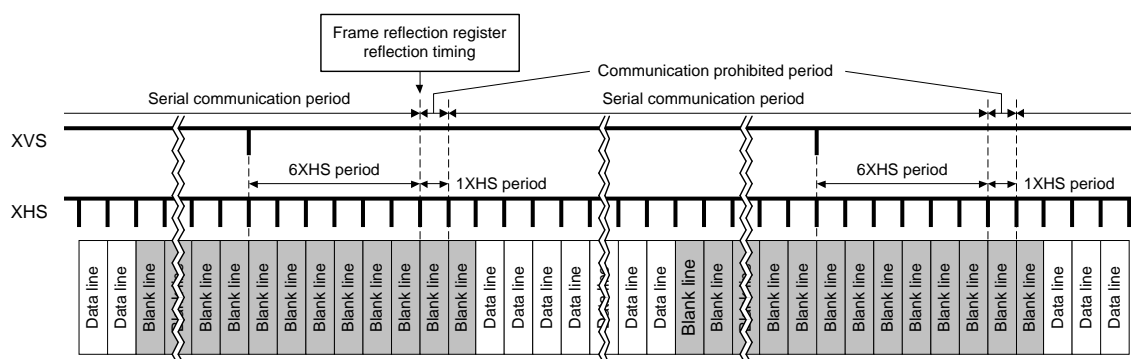 Frame reflection register
reflection timing
Communication prohibited period
Serial communication period
Serial communication period
XVS
6XHS period
1XHS period
6XHS period
1XHS period
XHS
Data line
Data line
Blank line
Blank line
Blank line
Blank line
Blank line
Blank line
Blank line
Blank line
Blank line
Blank line
Blank line
Data line
Data line
Data line
Data line
Data line
Data line
Blank line
Blank line
Blank line
Blank line
Blank line
Blank line
Blank line
Blank line
Blank line
Blank line
Blank line
Blank line
Data line
Data line
Data line